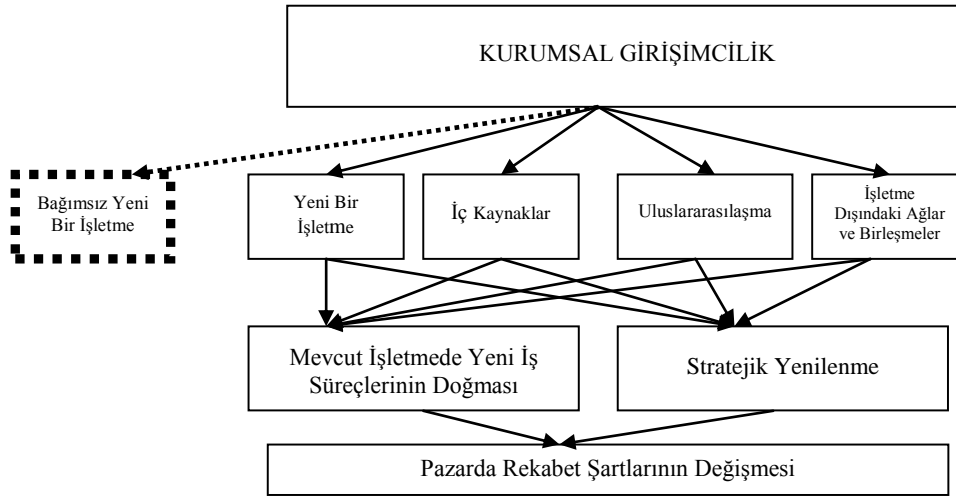 KURUMSAL GİRİŞİMCİLİK
Bağımsız Yeni
Bir İşletme
Yeni Bir
İşletme
İç Kaynaklar
Uluslararasılaşma
İşletme
Dışındaki Ağlar
ve Birleşmeler
Mevcut İşletmede Yeni İş
Süreçlerinin Doğması
Stratejik Yenilenme
Pazarda Rekabet Şartlarının Değişmesi